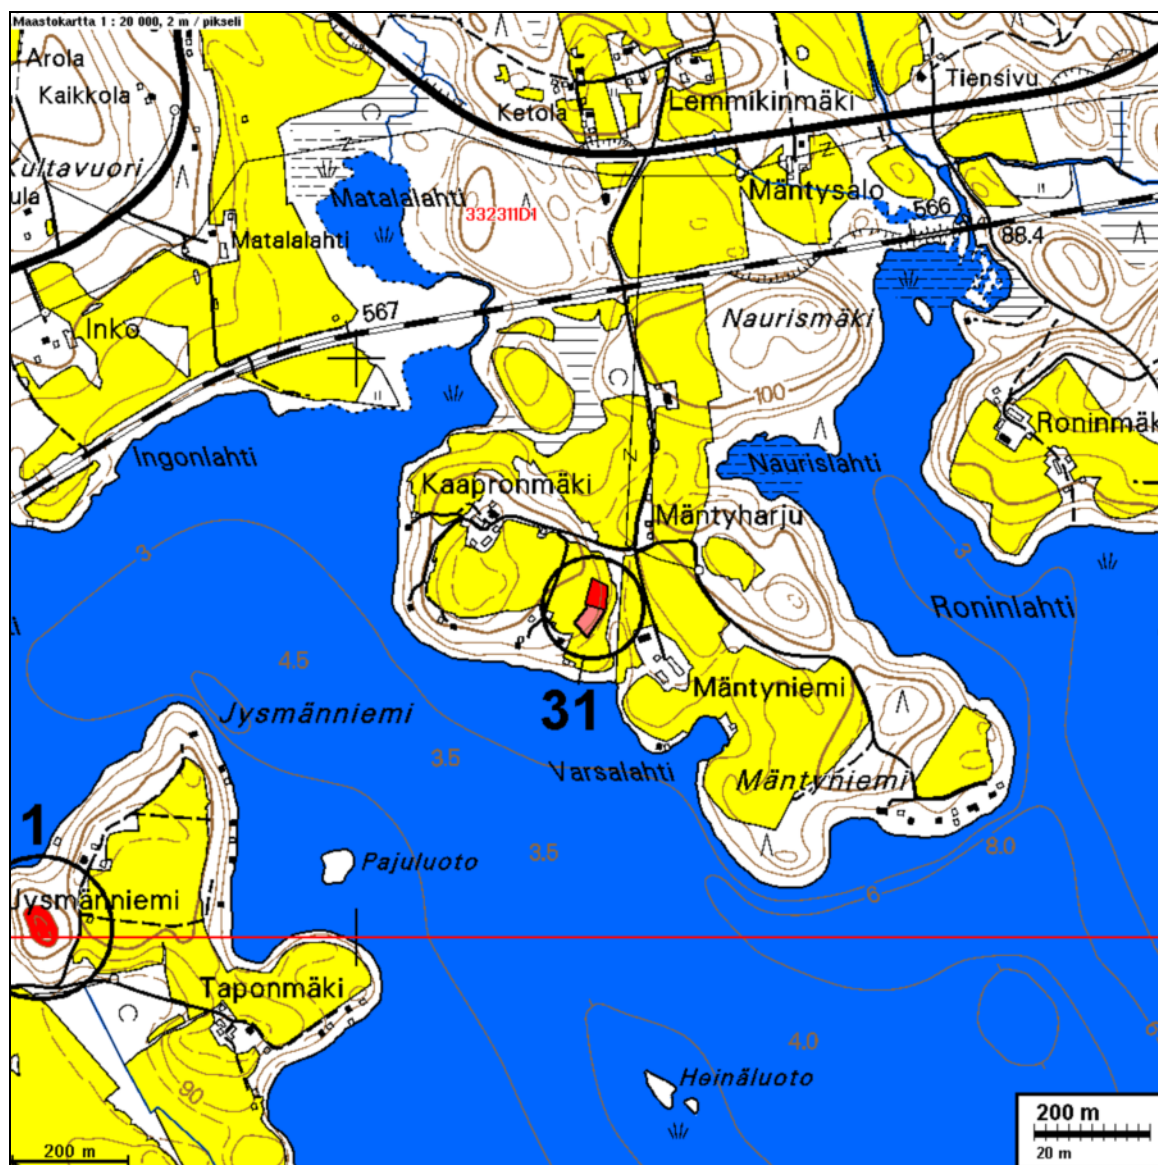 Maastokartta 1 : 20 000, 2 m / pikseli
Arola
Kaikkola
Ketola
Lemmikinmäki
Tiensivu
Kultavuori
ula
Matalalahti
332311D1
Mäntysalo
566
88.4
Matalalahti
567
Inko
Naurismäki
100
Roninmäk
Ingonlahti
Naurislahti
Kaapronmäki
Mäntyharju
3
3
Roninlahti
ti
4.5
Mäntyniemi
31
Jysmänniemi
3.5
Varsalahti
Mäntyniemi
1
3.5
8.0
Pajuluoto
6
Jysmänniemi
Taponmäki
4.0
Heinäluoto
90
200 m
200 m
20 m